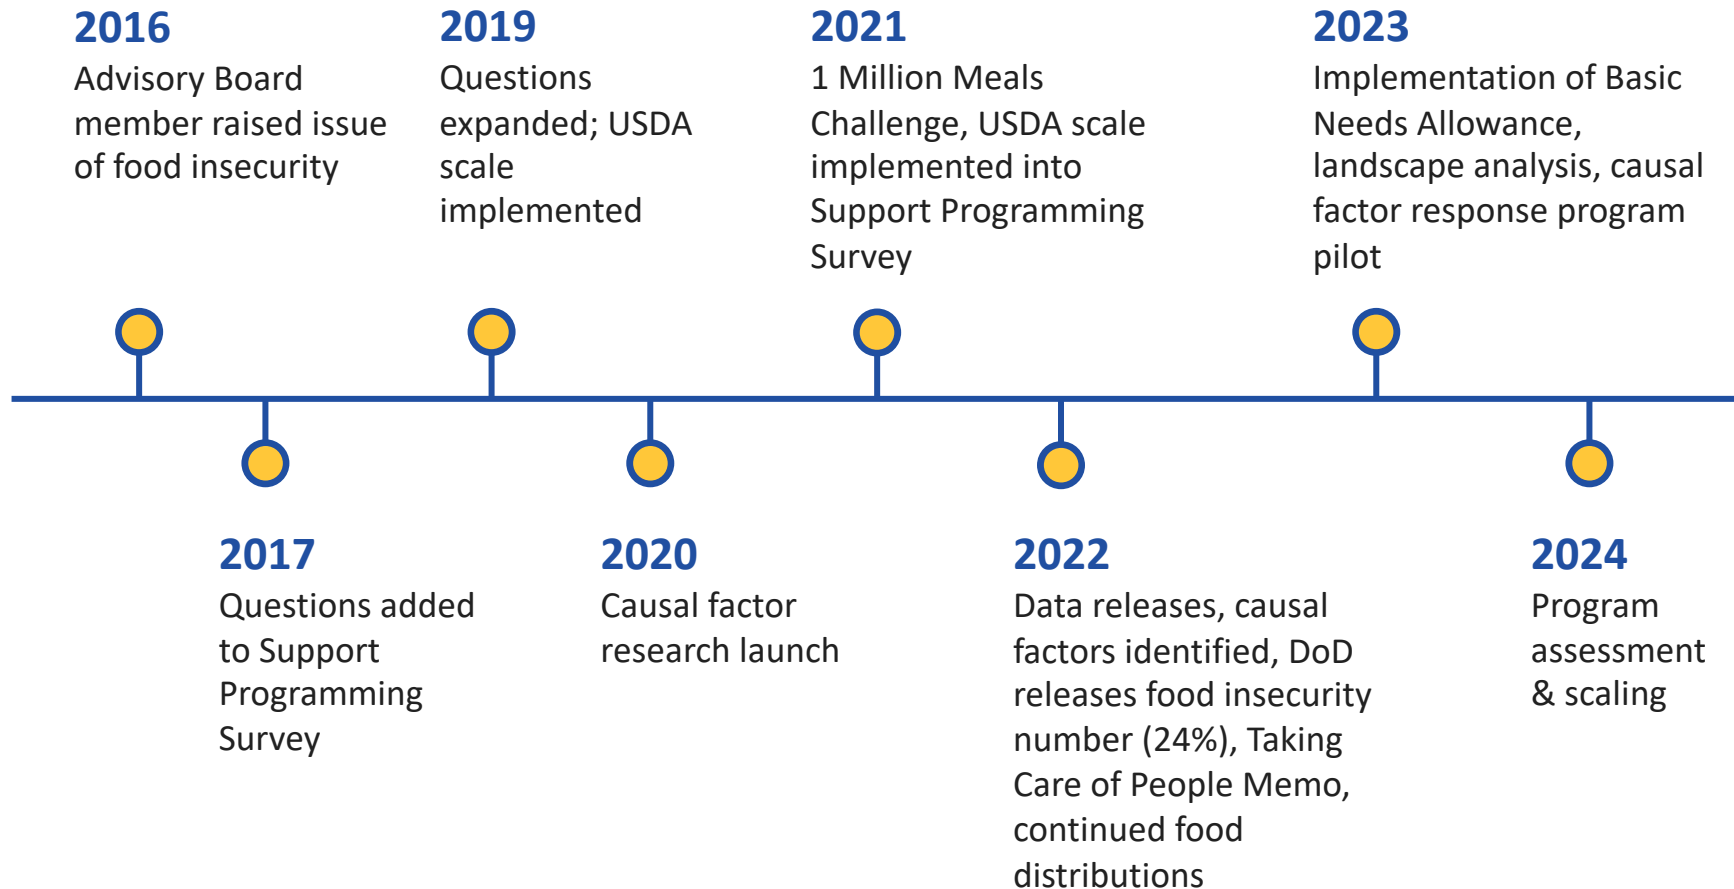 2016
Advisory Board
member raised issue
of food insecurity
2019
Questions
expanded; USDA
scale
implemented
2021
1 Million Meals
Challenge, USDA scale
implemented into
Support Programming
Survey
2023
Implementation of Basic
Needs Allowance,
landscape analysis, causal
factor response program
pilot
2017
Questions added
to Support
Programming
Survey
2020
Causal factor
research launch
2022
Data releases, causal
factors identified, DoD
releases food insecurity
number (24%), Taking
Care of People Memo,
continued food
distributions
2024
Program
assessment
& scaling